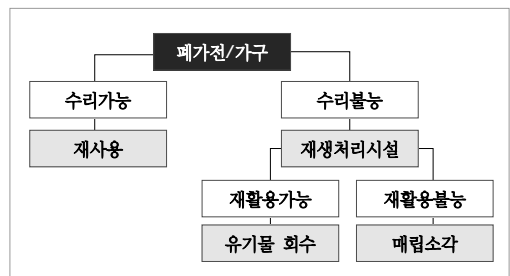 폐가전/가구
수리가능
수리불능
재사용
재생처리시설
재활용가능
재활용불능
유기물 회수
매립소각